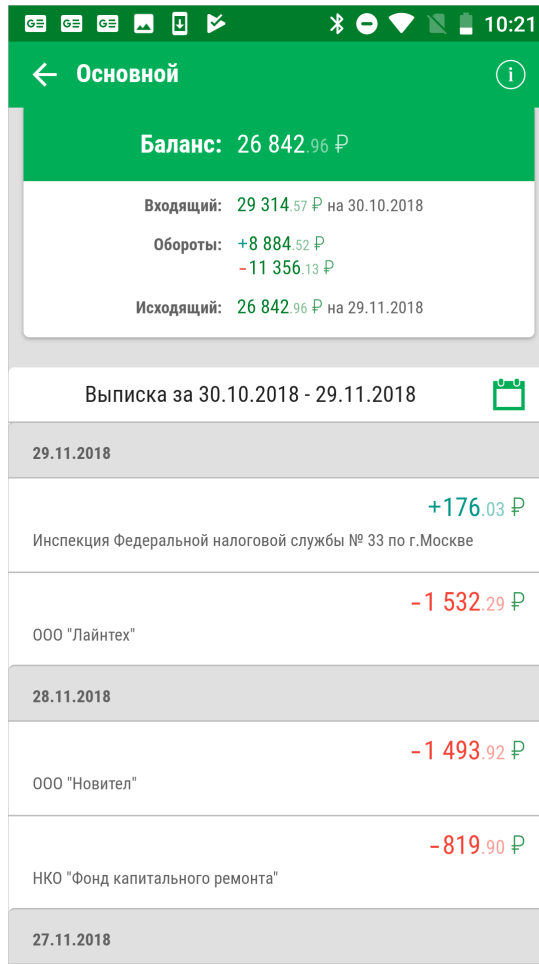 GE GE GE 10:21
Основной i
Баланс: 26 842.96 ₽
Входящий: 29 314.57 ₽ на 30.10.2018
Обороты: +8 884.52 ₽
-11 356.13 ₽
Исходящий: 26 842.96 ₽ на 29.11.2018
Выписка за 30.10.2018 - 29.11.2018
29.11.2018
+176.03 ₽
Инспекция Федеральной налоговой службы № 33 по г.Москве
-1 532.29 ₽
ООО "Лайнтех"
28.11.2018
-1 493.92 ₽
ООО "Новител"
-819.90 ₽
НКО "Фонд капитального ремонта"
27.11.2018